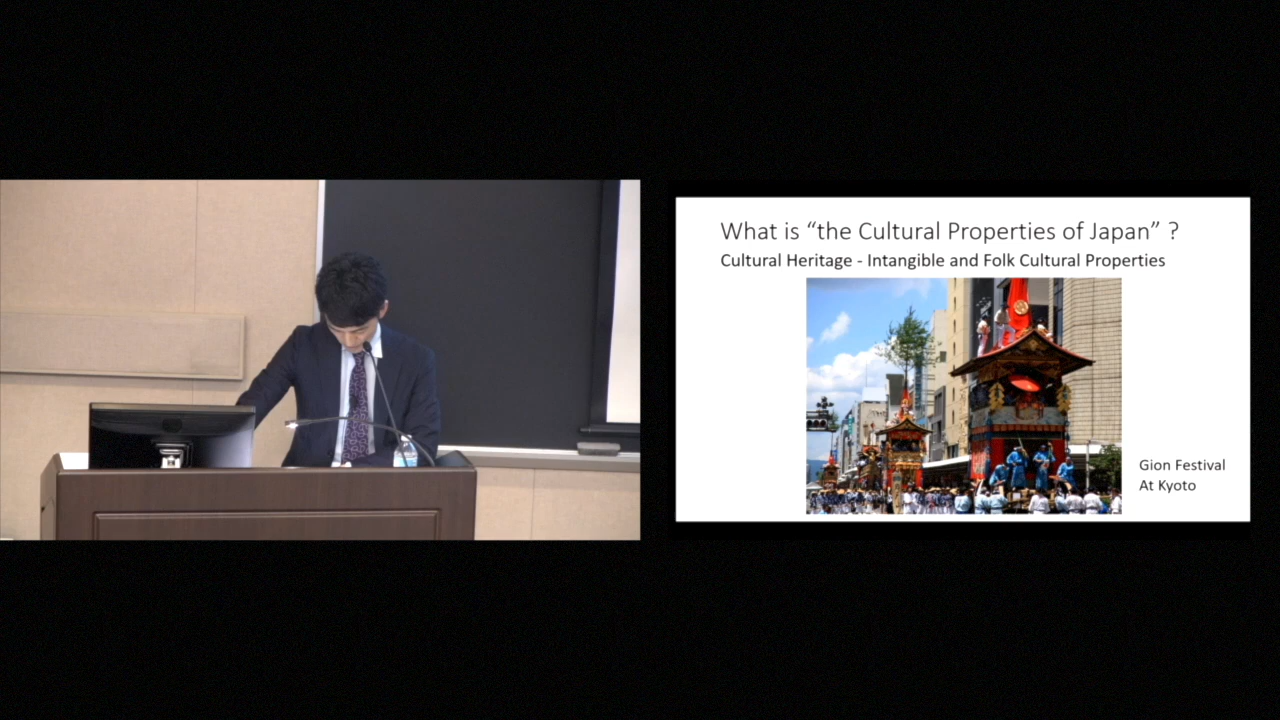 What is “the Cultural Properties of Japan” ?
Cultural Heritage - Intangible and Folk Cultural Properties
Gion Festival
At Kyoto